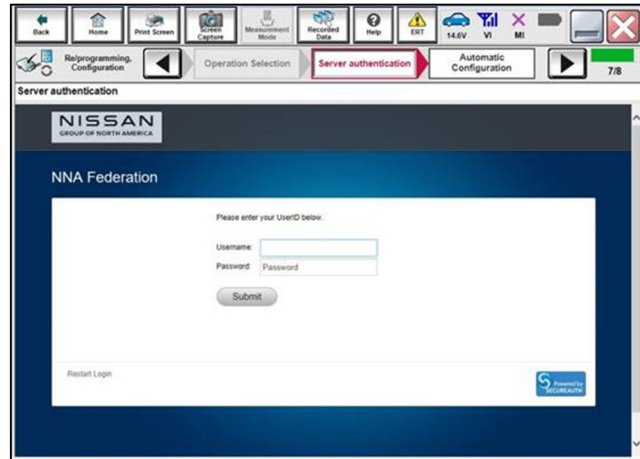 Back
Home
Print Screen
Screen Capture
Measurement Mode
Recorded Data
Help
ERT
14.6V
VI
MI
Re/programming, Configuration
Operation Selection
Server authentication
Automatic Configuration
7/8
Server authentication
NISSAN
GROUP OF NORTH AMERICA
NNA Federation
Please enter your UserID below.
Username:
Password: Password
Submit
Restart Login
Powered by
SECUREAUTH